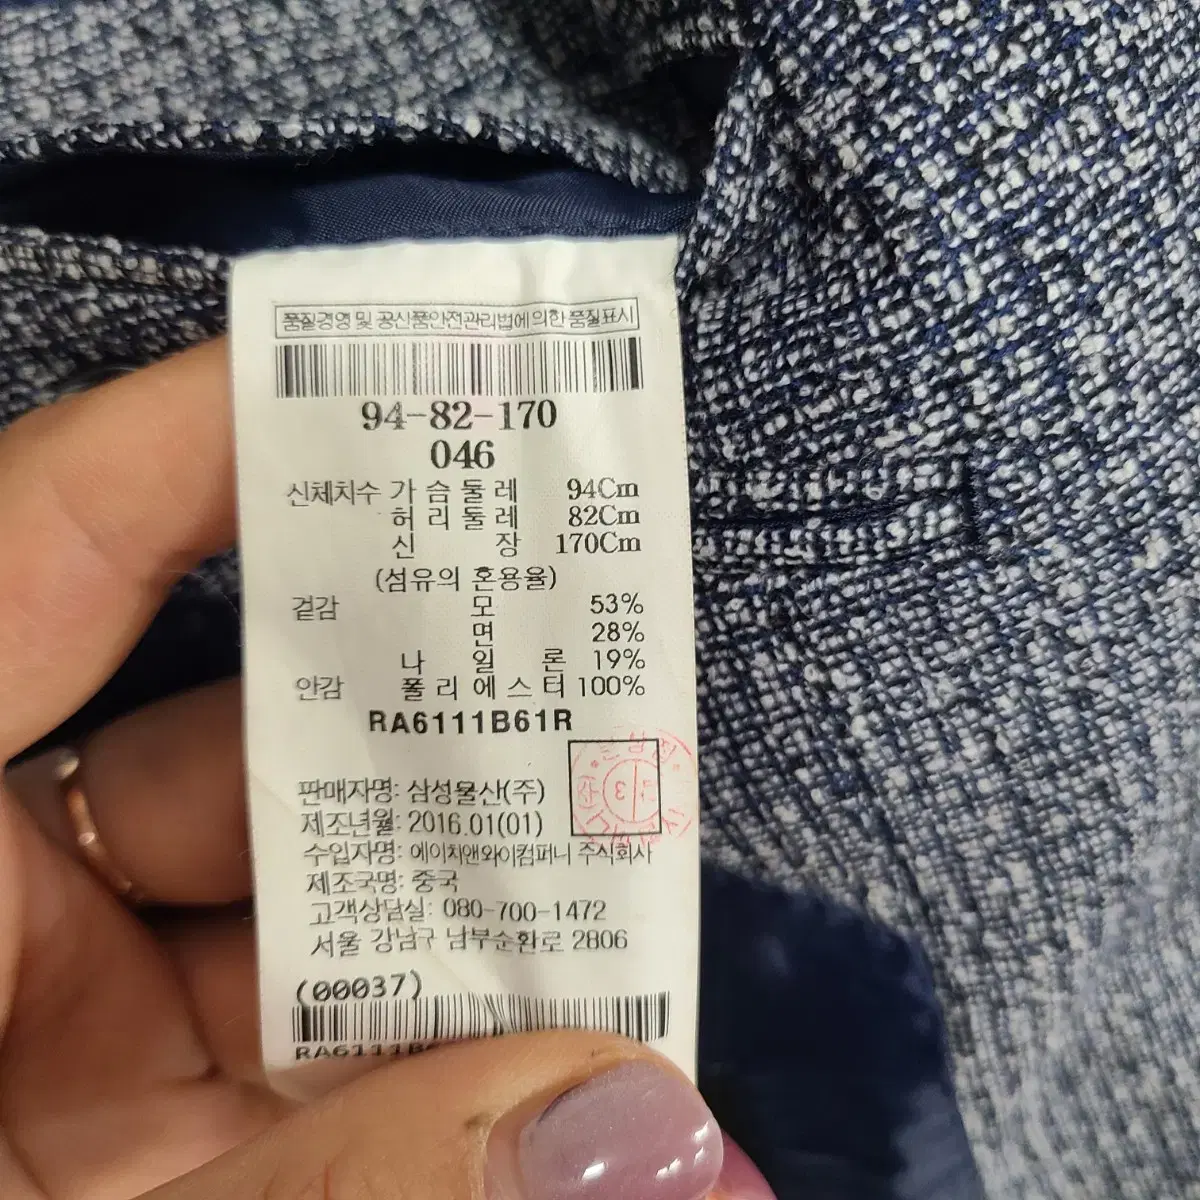 품질경영 및 공산품안전관리법에의한 품질표시
94-82-170
046
신체치수 가슴둘레 94Cm
허리둘레 82Cm
신장 170Cm
(섬유의 혼용율)
겉감 모 53%
면 28%
나일론 19%
안감 폴리에스터 100%
RA6111B61R
판매자명: 삼성물산(주)
제조년월: 2016.01(01)
수입자명: 에이치앤와이컴퍼니 주식회사
제조국명: 중국
고객상담실: 080-700-1472
서울 강남구 남부순환로 2806
(00037)
RA6111B